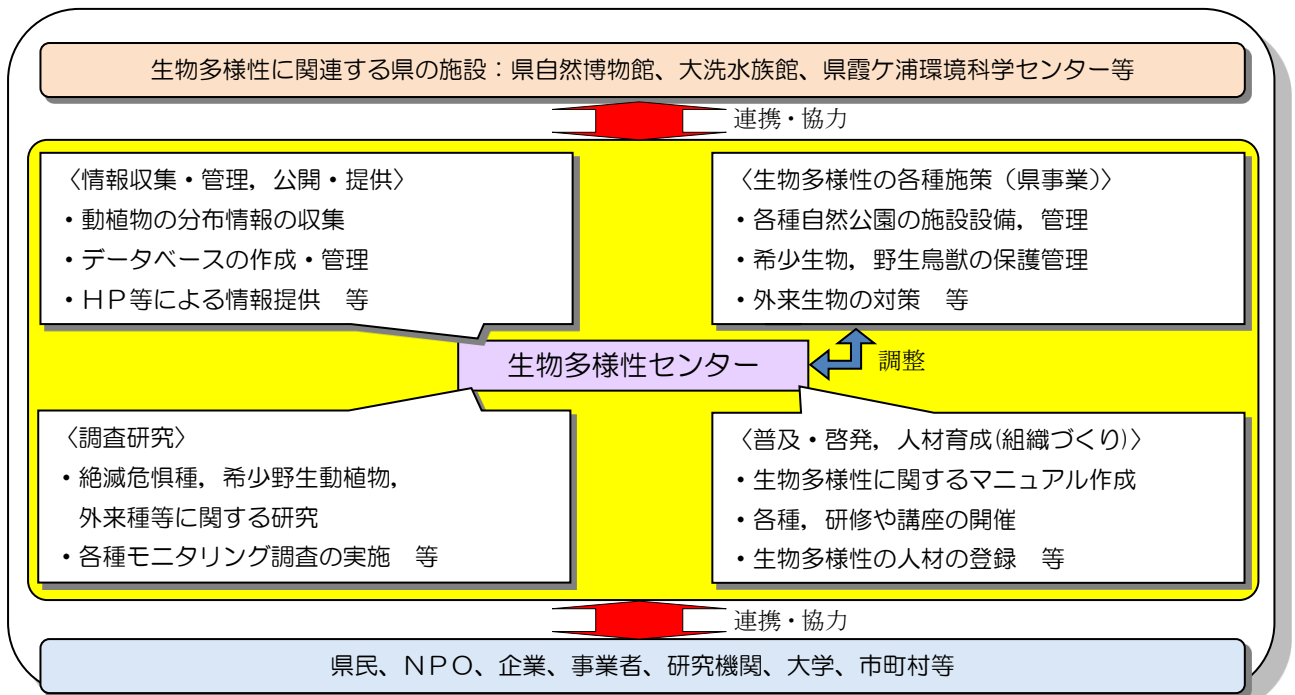 生物多様性に関連する県の施設：県自然博物館、大洗水族館、県霞ケ浦環境科学センター等
連携・協力
〈情報収集・管理，公開・提供〉
・動植物の分布情報の収集
・データベースの作成・管理
・ＨＰ等による情報提供　等
〈生物多様性の各種施策（県事業）〉
・各種自然公園の施設設備，管理
・希少生物，野生鳥獣の保護管理
・外来生物の対策　等
生物多様性センター
調整
〈調査研究〉
・絶滅危惧種，希少野生動植物，
外来種等に関する研究
・各種モニタリング調査の実施　等
〈普及・啓発，人材育成(組織づくり)〉
・生物多様性に関するマニュアル作成
・各種，研修や講座の開催
・生物多様性の人材の登録　等
連携・協力
県民、ＮＰＯ、企業、事業者、研究機関、大学、市町村等